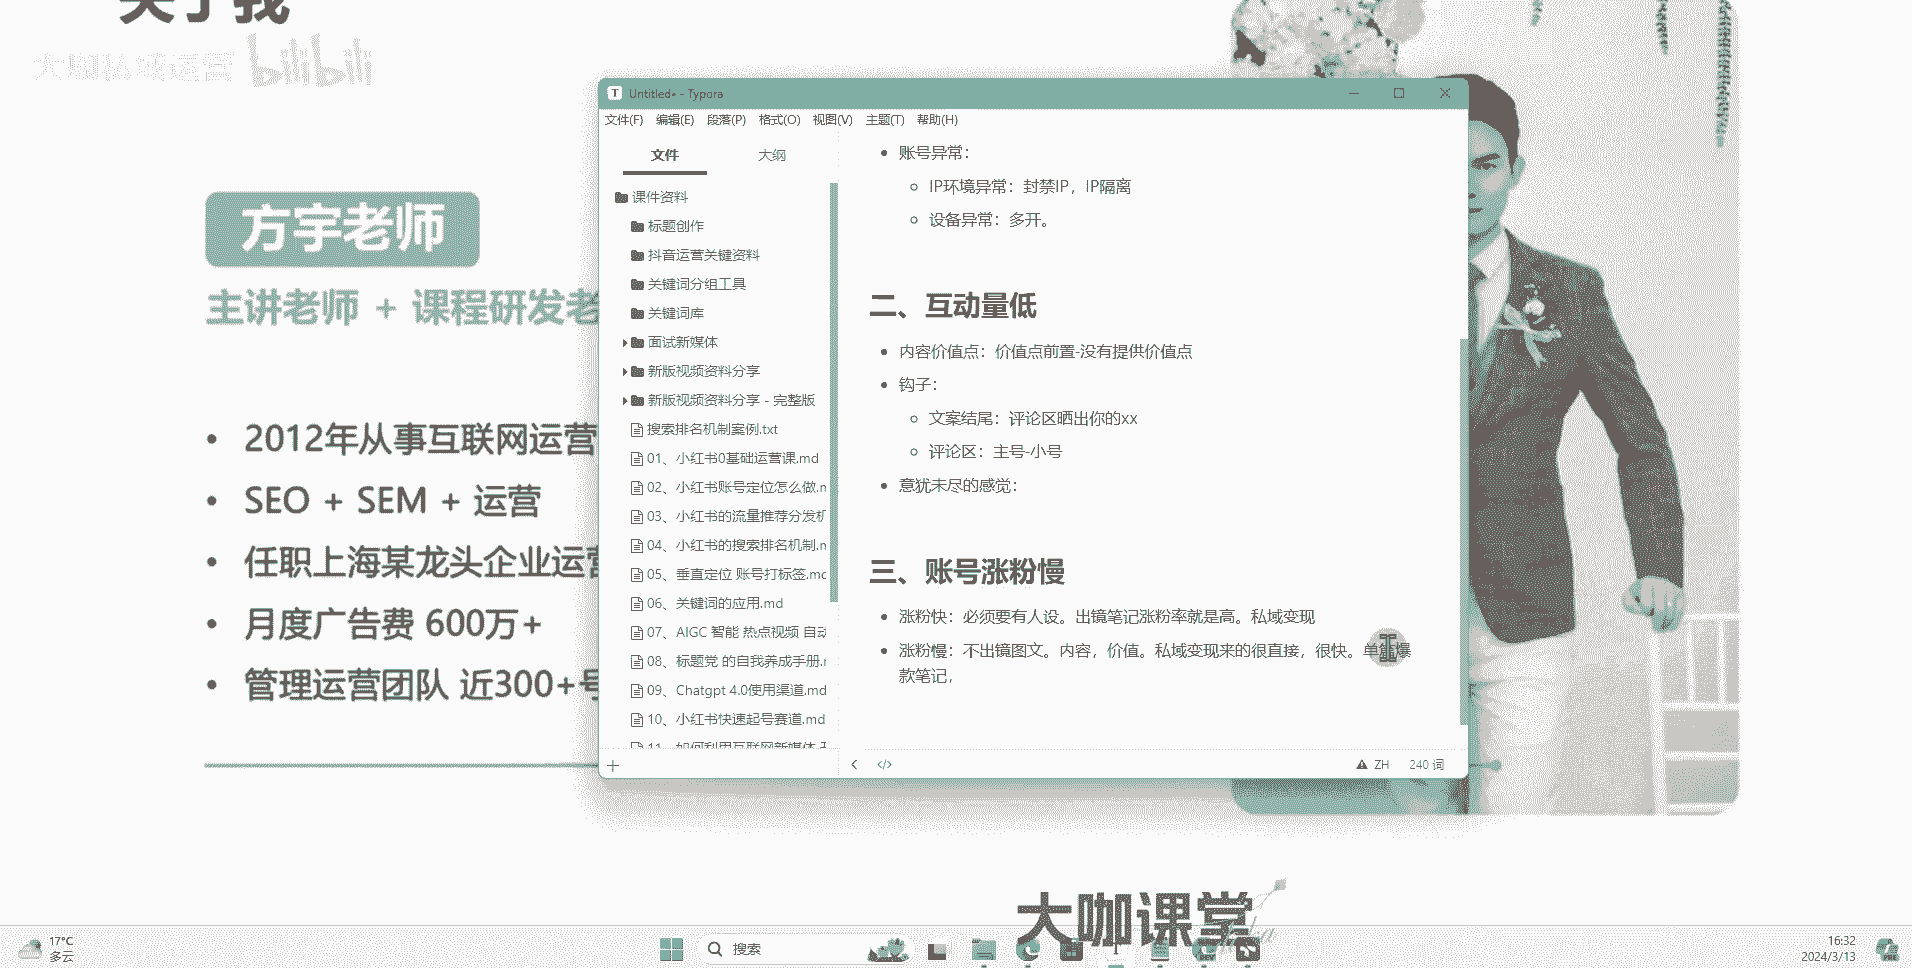 关于我
大咖私域运营 bilibili
方宇老师
主讲老师 + 课程研发老
• 2012年从事互联网运营
• SEO + SEM + 运营
• 任职上海某龙头企业运营
• 月度广告费 600万+
• 管理运营团队 近300+号
Untitled• - Typora
文件(F) 编辑(E) 段落(P) 格式(O) 视图(V) 主题(T) 帮助(H)
文件 大纲
课件资料
标题创作
抖音运营关键资料
关键词分组工具
关键词库
面试新媒体
新版视频资料分享
新版视频资料分享 - 完整版
搜索排名机制案例.txt
01、小红书0基础运营课.md
02、小红书账号定位怎么做.m
03、小红书的流量推荐分发机
04、小红书的搜索排名机制.m
05、垂直定位 账号打标签.mc
06、关键词的应用.md
07、AIGC 智能 热点视频 自动
08、标题党 的自我养成手册.
09、Chatgpt 4.0使用渠道.md
10、小红书快速起号赛道.md
11、如何利用互联网新媒体
• 账号异常：
IP环境异常：封禁IP，IP隔离
设备异常：多开。
二、互动量低
• 内容价值点：价值点前置-没有提供价值点
• 钩子：
文案结尾：评论区晒出你的xx
评论区：主号-小号
• 意犹未尽的感觉：
三、账号涨粉慢
• 涨粉快：必须要有人设。出镜笔记涨粉率就是高。私域变现
• 涨粉慢：不出镜图文。内容，价值。私域变现来的很直接，很快。单篇爆
款笔记，
ZH 240 词
大咖课堂
17°C
多云
搜索
16:32
2024/3/13